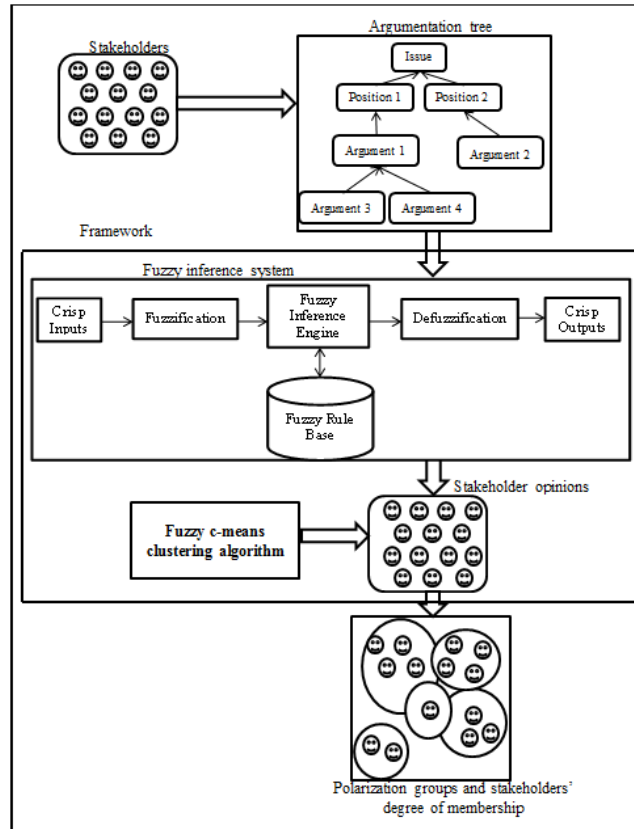 Stakeholders
Argumentation tree
Issue
Position 1
Position 2
Argument 1
Argument 2
Argument 3
Argument 4
Framework
Fuzzy inference system
Crisp
Inputs
Fuzzification
Fuzzy
Inference
Engine
Defuzzification
Crisp
Outputs
Fuzzy Rule
Base
Stakeholder opinions
Fuzzy c-means
clustering algorithm
Polarization groups and stakeholders'
degree of membership